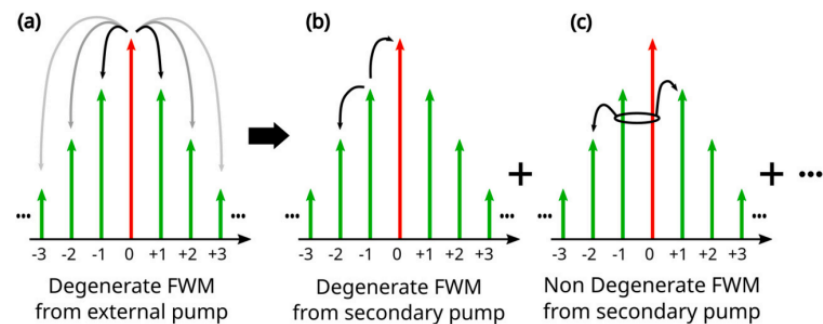 (a)
(b)
(c)
+
+ ...
... ...
... ...
... ...
-3 -2 -1 0 +1 +2 +3
-3 -2 -1 0 +1 +2 +3
-3 -2 -1 0 +1 +2 +3
Degenerate FWM
from external pump
Degenerate FWM
from secondary pump
Non Degenerate FWM
from secondary pump